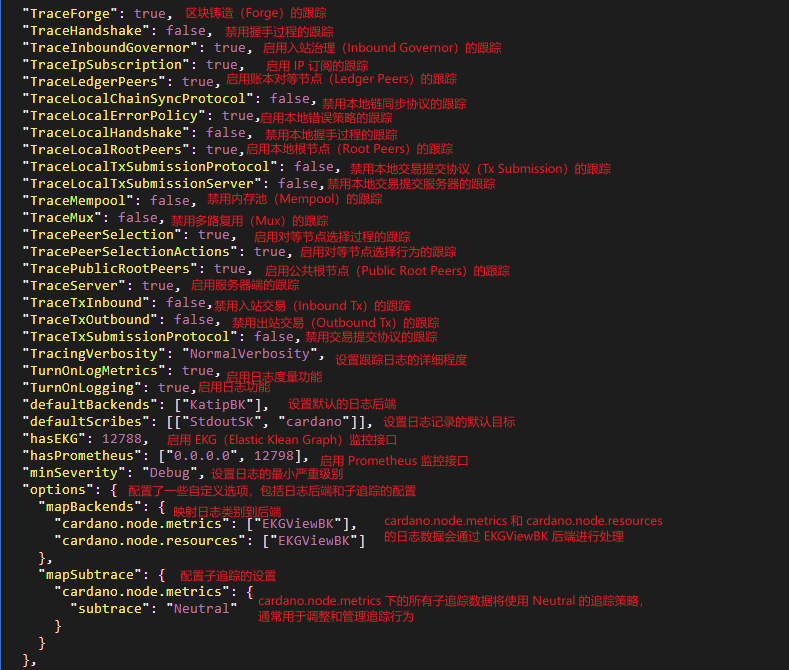 "TraceForge": true, 区块铸造（Forge）的跟踪
"TraceHandshake": false, 禁用握手过程的跟踪
"TraceInboundGovernor": true, 启用入站治理（Inbound Governor）的跟踪
"TraceIpSubscription": true, 启用 IP 订阅的跟踪
"TraceLedgerPeers": true, 启用账本对等节点（Ledger Peers）的跟踪
"TraceLocalChainSyncProtocol": false, 禁用本地链同步协议的跟踪
"TraceLocalErrorPolicy": true, 启用本地错误策略的跟踪
"TraceLocalHandshake": false, 禁用本地握手过程的跟踪
"TraceLocalRootPeers": true, 启用本地根节点（Root Peers）的跟踪
"TraceLocalTxSubmissionProtocol": false, 禁用本地交易提交协议（Tx Submission）的跟踪
"TraceLocalTxSubmissionServer": false, 禁用本地交易提交服务器的跟踪
"TraceMempool": false, 禁用内存池（Mempool）的跟踪
"TraceMux": false, 禁用多路复用（Mux）的跟踪
"TracePeerSelection": true, 启用对等节点选择过程的跟踪
"TracePeerSelectionActions": true, 启用对等节点选择行为的跟踪
"TracePublicRootPeers": true, 启用公共根节点（Public Root Peers）的跟踪
"TraceServer": true, 启用服务器端的跟踪
"TraceTxInbound": false, 禁用入站交易（Inbound Tx）的跟踪
"TraceTxOutbound": false, 禁用出站交易（Outbound Tx）的跟踪
"TraceTxSubmissionProtocol": false, 禁用交易提交协议的跟踪
"TracingVerbosity": "NormalVerbosity", 设置跟踪日志的详细程度
"TurnOnLogMetrics": true, 启用日志度量功能
"TurnOnLogging": true, 启用日志功能
"defaultBackends": ["KatipBK"], 设置默认的日志后端
"defaultScribes": [["StdoutSK", "cardano"]], 设置日志记录的默认目标
"hasEKG": 12788, 启用 EKG（Elastic Klean Graph）监控接口
"hasPrometheus": ["0.0.0.0", 12798], 启用 Prometheus 监控接口
"minSeverity": "Debug", 设置日志的最小严重级别
"options": { 配置了一些自定义选项，包括日志后端和子追踪的配置
"mapBackends": { 映射日志类别到后端
"cardano.node.metrics": ["EKGViewBK"], cardano.node.metrics 和 cardano.node.resources
"cardano.node.resources": ["EKGViewBK"] 的日志数据会通过 EKGViewBK 后端进行处理
},
"mapSubtrace": { 配置子追踪的设置
"cardano.node.metrics": {
"subtrace": "Neutral" cardano.node.metrics 下的所有子追踪数据将使用 Neutral 的追踪策略，
通常用于调整和管理追踪行为
}
}
},